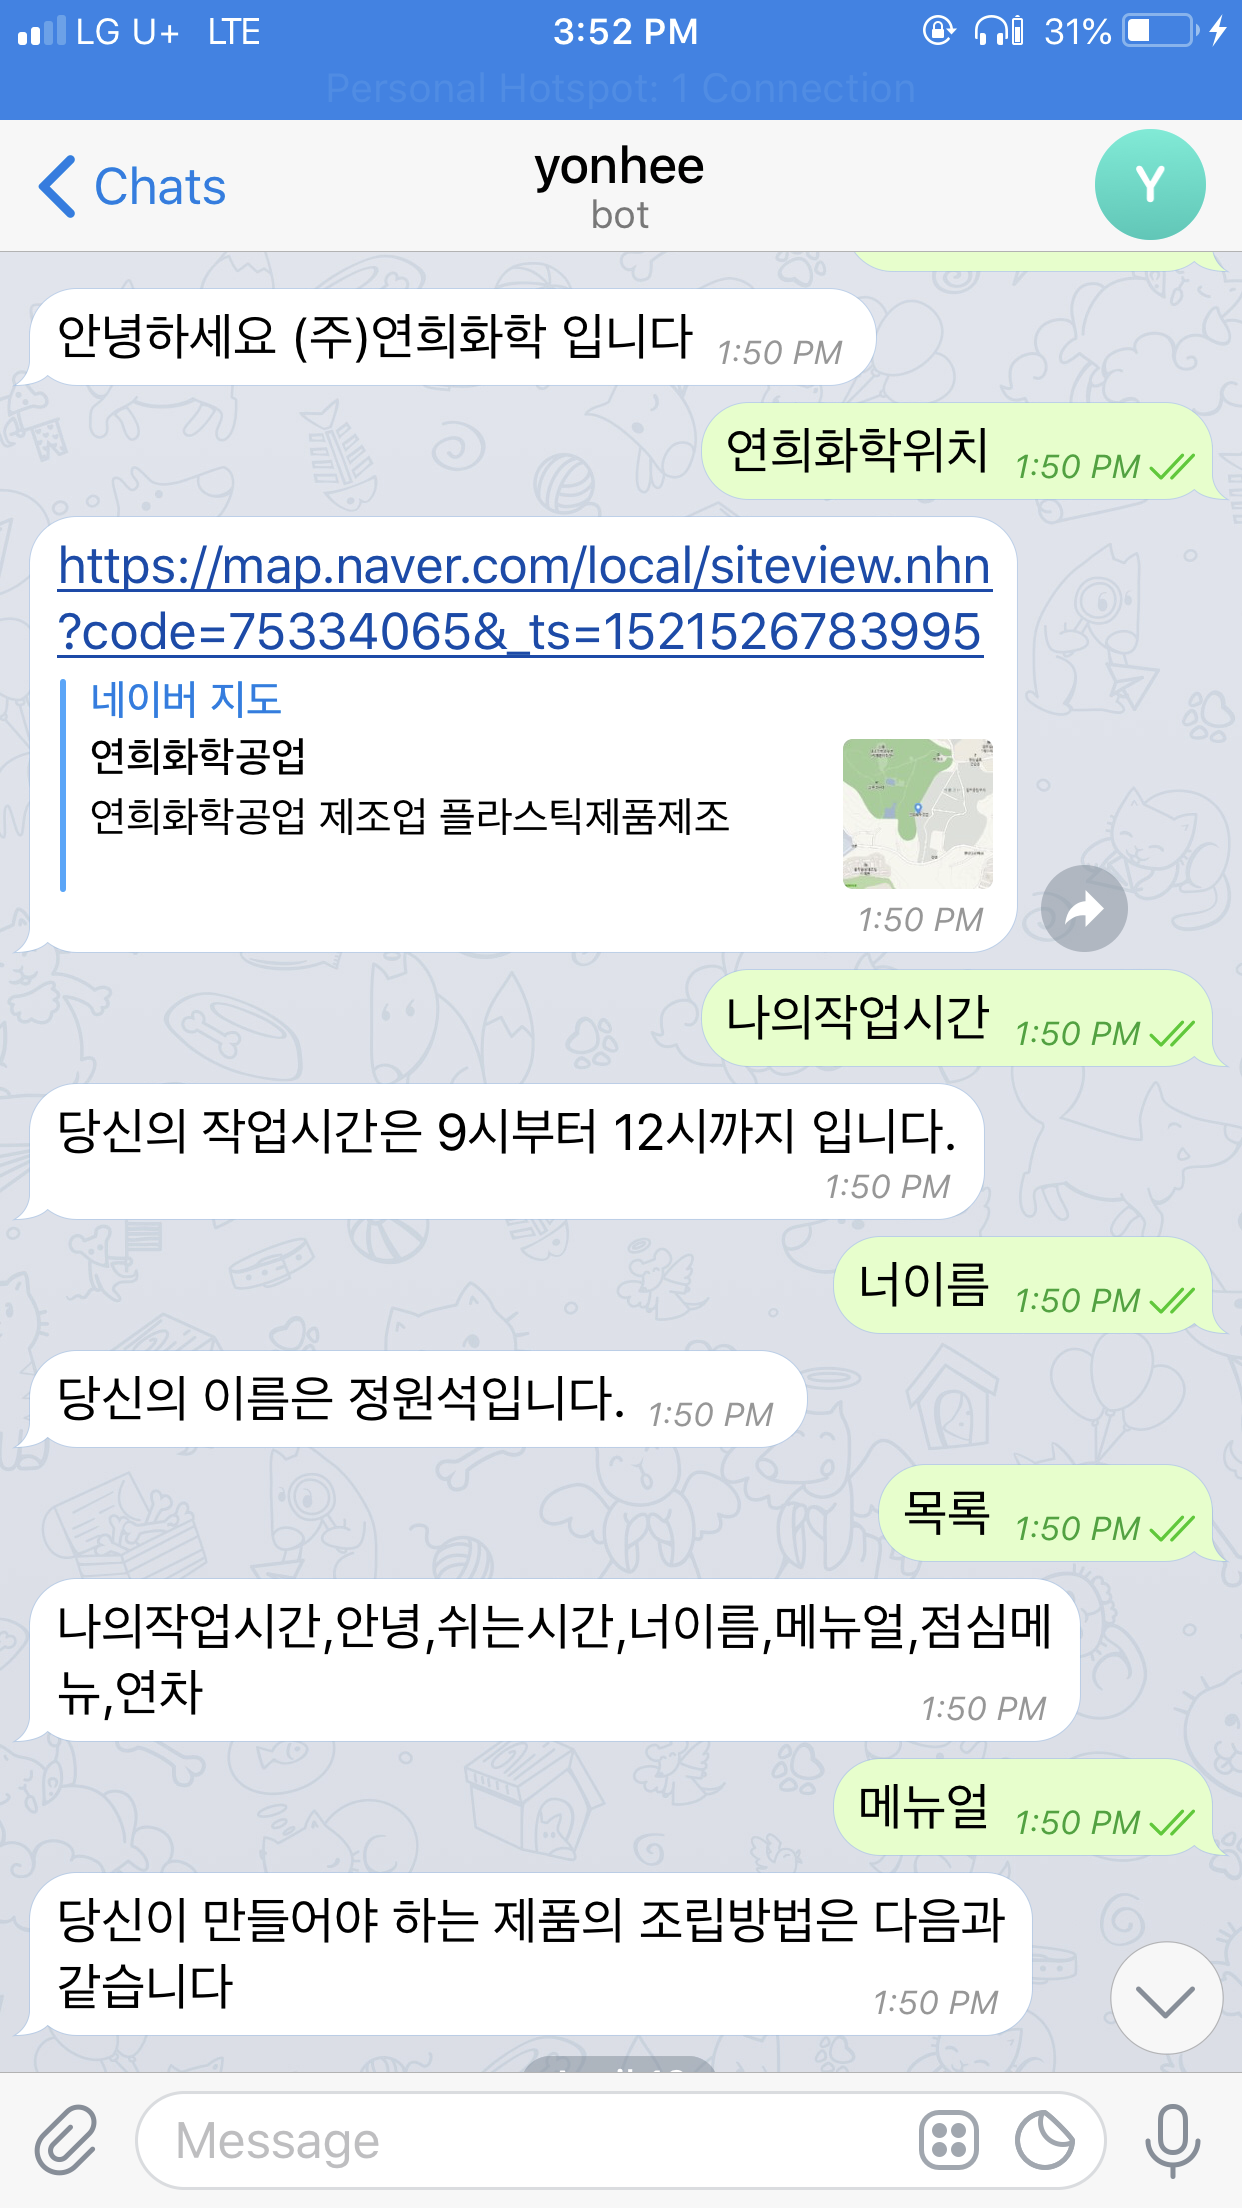 LG U+ LTE 3:52 PM 31%
Personal Hotspot: 1 Connection
Chats
yonhee
bot
Y
안녕하세요 (주)연희화학 입니다 1:50 PM
연희화학위치 1:50 PM
https://map.naver.com/local/siteview.nhn
?code=75334065&_ts=1521526783995
네이버 지도
연희화학공업
연희화학공업 제조업 플라스틱제품제조
1:50 PM
나의작업시간 1:50 PM
당신의 작업시간은 9시부터 12시까지 입니다.
1:50 PM
너이름 1:50 PM
당신의 이름은 정원석입니다. 1:50 PM
목록 1:50 PM
나의작업시간,안녕,쉬는시간,너이름,메뉴얼,점심메
뉴,연차
1:50 PM
메뉴얼 1:50 PM
당신이 만들어야 하는 제품의 조립방법은 다음과
같습니다
1:50 PM
Message